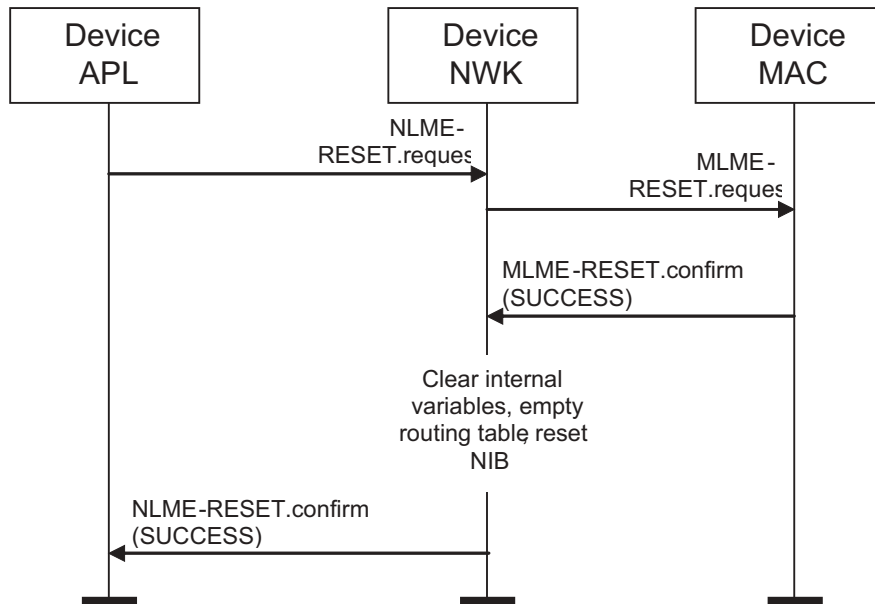 Device
APL
Device
NWK
Device
MAC
NLME-
RESET.reques
MLME-
RESET.reques
MLME-RESET.confirm
(SUCCESS)
Clear internal
variables, empty
routing table, reset
NIB
NLME-RESET.confirm
(SUCCESS)